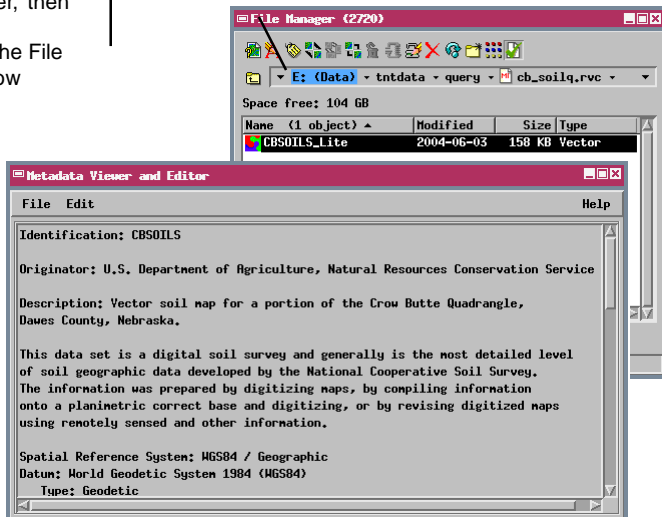 er, then
he File
ow
File Manager (2720)
E: (Data) tntdata query cb_soilq.rvc
Space free: 104 GB
Name (1 object) Modified Size Type
CBSOILS_Lite 2004-06-03 158 KB Vector
Metadata Viewer and Editor
File Edit Help
Identification: CBSOILS
Originator: U.S. Department of Agriculture, Natural Resources Conservation Service
Description: Vector soil map for a portion of the Crow Butte Quadrangle,
Dawes County, Nebraska.
This data set is a digital soil survey and generally is the most detailed level
of soil geographic data developed by the National Cooperative Soil Survey.
The information was prepared by digitizing maps, by compiling information
onto a planimetric correct base and digitizing, or by revising digitized maps
using remotely sensed and other information.
Spatial Reference System: WGS84 / Geographic
Datum: World Geodetic System 1984 (WGS84)
Type: Geodetic